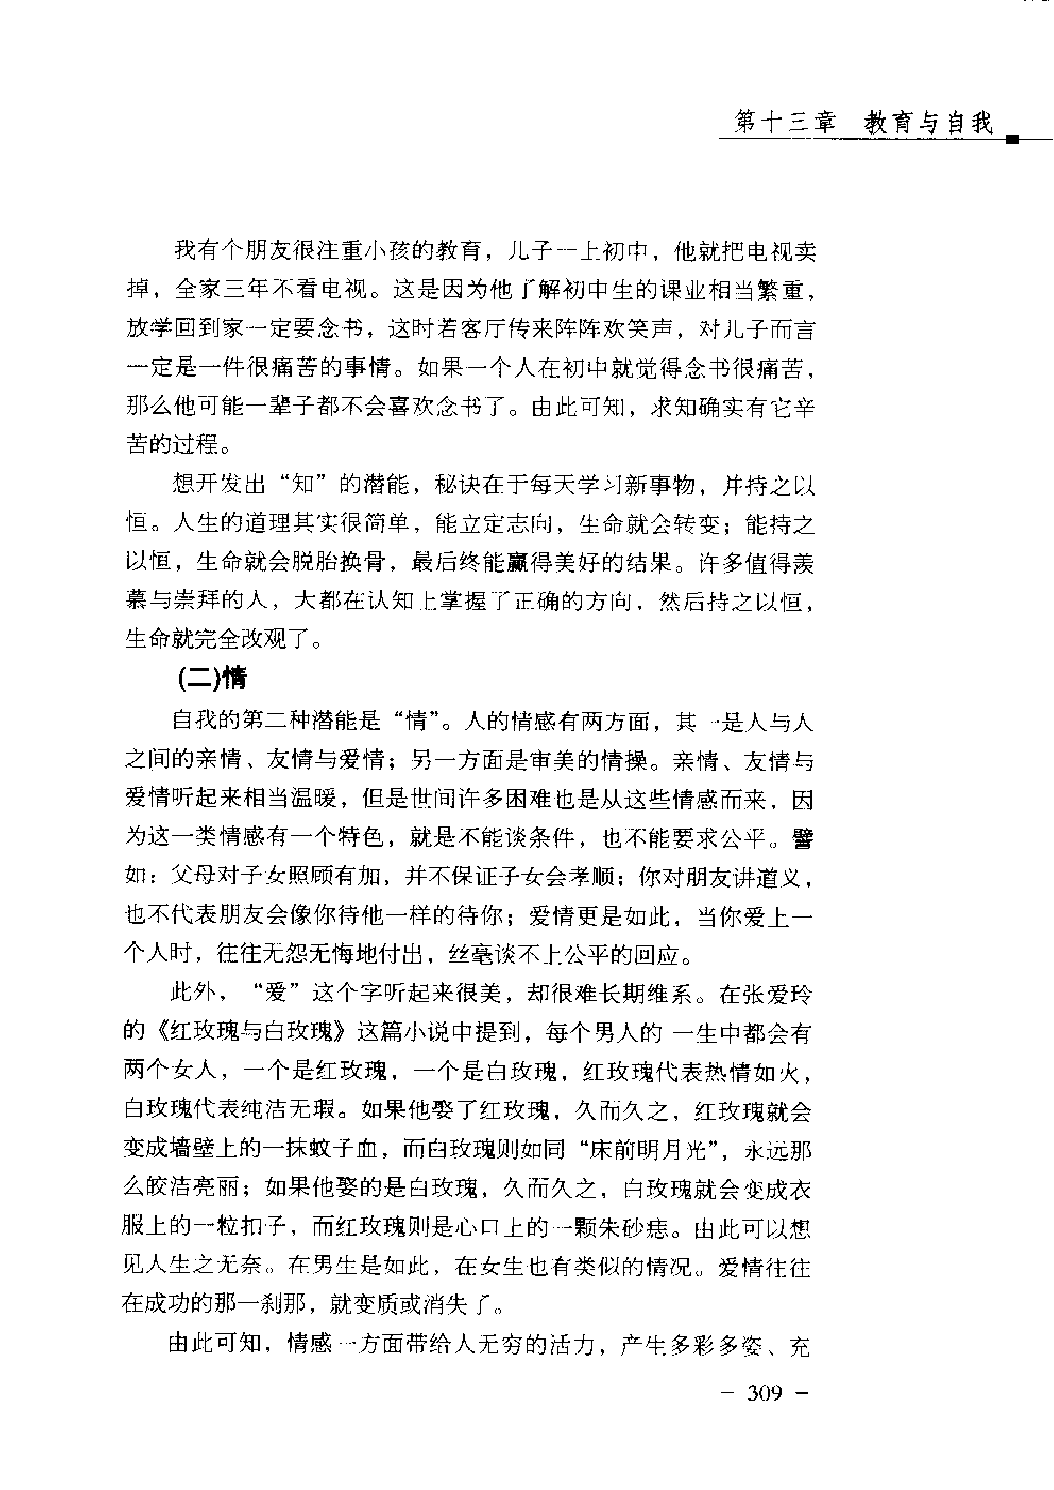 第十三章 教育与自我
我有个朋友很注重小孩的教育，儿子一上初中，他就把电视卖
掉，全家三年不看电视。这是因为他了解初中生的课业相当繁重，
放学回到家一定要念书，这时若客厅传来阵阵欢笑声，对儿子而言
一定是一件很痛苦的事情。如果一个人在初中就觉得念书很痛苦，
那么他可能一辈子都不会喜欢念书了。由此可知，求知确实有它辛
苦的过程。
想开发出“知”的潜能，秘诀在于每天学习新事物，并持之以
恒。人生的道理其实很简单，能立定志向，生命就会转变；能持之
以恒，生命就会脱胎换骨，最后终能赢得美好的结果。许多值得羡
慕与崇拜的人，大都在认知上掌握了正确的方向，然后持之以恒，
生命就完全改观了。
(二)情
自我的第二种潜能是“情”。人的情感有两方面，其一是人与人
之间的亲情、友情与爱情；另一方面是审美的情操。亲情、友情与
爱情听起来相当温暖，但是世间许多困难也是从这些情感而来，因
为这一类情感有一个特色，就是不能谈条件，也不能要求公平。譬
如：父母对子女照顾有加，并不保证子女会孝顺；你对朋友讲道义，
也不代表朋友会像你待他一样的待你；爱情更是如此，当你爱上一
个人时，往往无怨无悔地付出，丝毫谈不上公平的回应。
此外，“爱”这个字听起来很美，却很难长期维系。在张爱玲
的《红玫瑰与白玫瑰》这篇小说中提到，每个男人的一生中都会有
两个女人，一个是红玫瑰，一个是白玫瑰，红玫瑰代表热情如火，
白玫瑰代表纯洁无瑕。如果他娶了红玫瑰，久而久之，红玫瑰就会
变成墙壁上的一抹蚊子血，而白玫瑰则如同“床前明月光”，永远那
么皎洁亮丽；如果他娶的是白玫瑰，久而久之，白玫瑰就会变成衣
服上的一粒扣子，而红玫瑰则是心口上的一颗朱砂痣。由此可以想
见人生之无奈。在男生是如此，在女生也有类似的情况。爱情往往
在成功的那一刹那，就变质或消失了。
由此可知，情感一方面带给人无穷的活力，产生多彩多姿、充
- 309 -